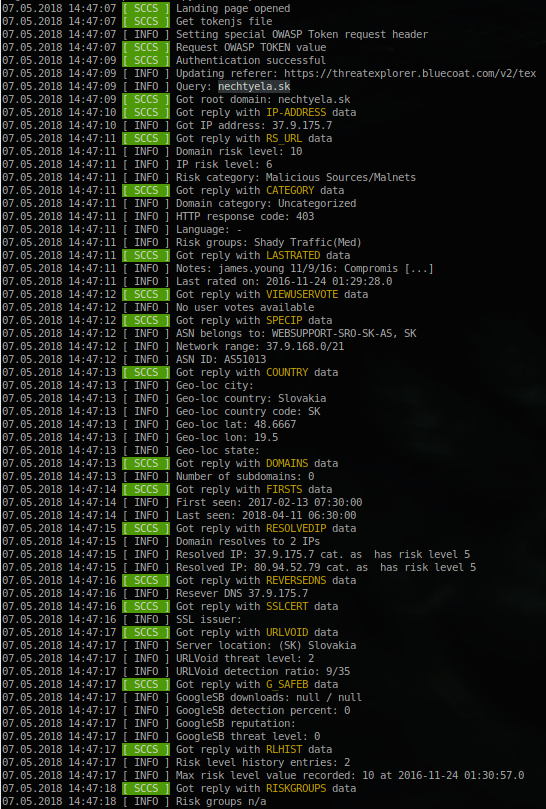 07.05.2018 14:47:07 [ SCCS ] Landing page opened
07.05.2018 14:47:07 [ SCCS ] Get tokenjs file
07.05.2018 14:47:07 [ INFO ] Setting special OWASP Token request header
07.05.2018 14:47:07 [ SCCS ] Request OWASP TOKEN value
07.05.2018 14:47:09 [ SCCS ] Authentication successful
07.05.2018 14:47:09 [ INFO ] Updating referer: https://threatexplorer.bluecoat.com/v2/tex
07.05.2018 14:47:09 [ INFO ] Query: nechtyela.sk
07.05.2018 14:47:09 [ SCCS ] Got root domain: nechtyela.sk
07.05.2018 14:47:10 [ SCCS ] Got reply with IP-ADDRESS data
07.05.2018 14:47:10 [ INFO ] Got IP address: 37.9.175.7
07.05.2018 14:47:11 [ SCCS ] Got reply with RS_URL data
07.05.2018 14:47:11 [ INFO ] Domain risk level: 10
07.05.2018 14:47:11 [ INFO ] IP risk level: 6
07.05.2018 14:47:11 [ INFO ] Risk category: Malicious Sources/Malnets
07.05.2018 14:47:11 [ SCCS ] Got reply with CATEGORY data
07.05.2018 14:47:11 [ INFO ] Domain category: Uncategorized
07.05.2018 14:47:11 [ INFO ] HTTP response code: 403
07.05.2018 14:47:11 [ INFO ] Language: -
07.05.2018 14:47:11 [ INFO ] Risk groups: Shady Traffic(Med)
07.05.2018 14:47:11 [ SCCS ] Got reply with LASTRATED data
07.05.2018 14:47:11 [ INFO ] Notes: james.young 11/9/16: Compromis [...]
07.05.2018 14:47:11 [ INFO ] Last rated on: 2016-11-24 01:29:28.0
07.05.2018 14:47:12 [ SCCS ] Got reply with VIEWUSERVOTE data
07.05.2018 14:47:12 [ INFO ] No user votes available
07.05.2018 14:47:12 [ SCCS ] Got reply with SPECIP data
07.05.2018 14:47:12 [ INFO ] ASN belongs to: WEBSUPPORT-SRO-SK-AS, SK
07.05.2018 14:47:12 [ INFO ] Network range: 37.9.168.0/21
07.05.2018 14:47:12 [ INFO ] ASN ID: AS51013
07.05.2018 14:47:13 [ SCCS ] Got reply with COUNTRY data
07.05.2018 14:47:13 [ INFO ] Geo-loc city:
07.05.2018 14:47:13 [ INFO ] Geo-loc country: Slovakia
07.05.2018 14:47:13 [ INFO ] Geo-loc country code: SK
07.05.2018 14:47:13 [ INFO ] Geo-loc lat: 48.6667
07.05.2018 14:47:13 [ INFO ] Geo-loc lon: 19.5
07.05.2018 14:47:13 [ INFO ] Geo-loc state:
07.05.2018 14:47:13 [ SCCS ] Got reply with DOMAINS data
07.05.2018 14:47:13 [ INFO ] Number of subdomains: 0
07.05.2018 14:47:14 [ SCCS ] Got reply with FIRSTS data
07.05.2018 14:47:14 [ INFO ] First seen: 2017-02-13 07:30:00
07.05.2018 14:47:14 [ INFO ] Last seen: 2018-04-11 06:30:00
07.05.2018 14:47:15 [ SCCS ] Got reply with RESOLVEDIP data
07.05.2018 14:47:15 [ INFO ] Domain resolves to 2 IPs
07.05.2018 14:47:15 [ INFO ] Resolved IP: 37.9.175.7 cat. as  has risk level 5
07.05.2018 14:47:15 [ INFO ] Resolved IP: 80.94.52.79 cat. as  has risk level 5
07.05.2018 14:47:16 [ SCCS ] Got reply with REVERSEDNS data
07.05.2018 14:47:16 [ INFO ] Resever DNS 37.9.175.7
07.05.2018 14:47:16 [ SCCS ] Got reply with SSLCERT data
07.05.2018 14:47:16 [ INFO ] SSL issuer:
07.05.2018 14:47:17 [ SCCS ] Got reply with URLVOID data
07.05.2018 14:47:17 [ INFO ] Server location: (SK) Slovakia
07.05.2018 14:47:17 [ INFO ] URLVoid threat level: 2
07.05.2018 14:47:17 [ INFO ] URLVoid detection ratio: 9/35
07.05.2018 14:47:17 [ SCCS ] Got reply with G_SAFEB data
07.05.2018 14:47:17 [ INFO ] GoogleSB downloads: null / null
07.05.2018 14:47:17 [ INFO ] GoogleSB detection percent: 0
07.05.2018 14:47:17 [ INFO ] GoogleSB reputation:
07.05.2018 14:47:17 [ INFO ] GoogleSB threat level: 0
07.05.2018 14:47:17 [ SCCS ] Got reply with RLHIST data
07.05.2018 14:47:17 [ INFO ] Risk level history entries: 2
07.05.2018 14:47:17 [ INFO ] Max risk level value recorded: 10 at 2016-11-24 01:30:57.0
07.05.2018 14:47:18 [ SCCS ] Got reply with RISKGROUPS data
07.05.2018 14:47:18 [ INFO ] Risk groups n/a